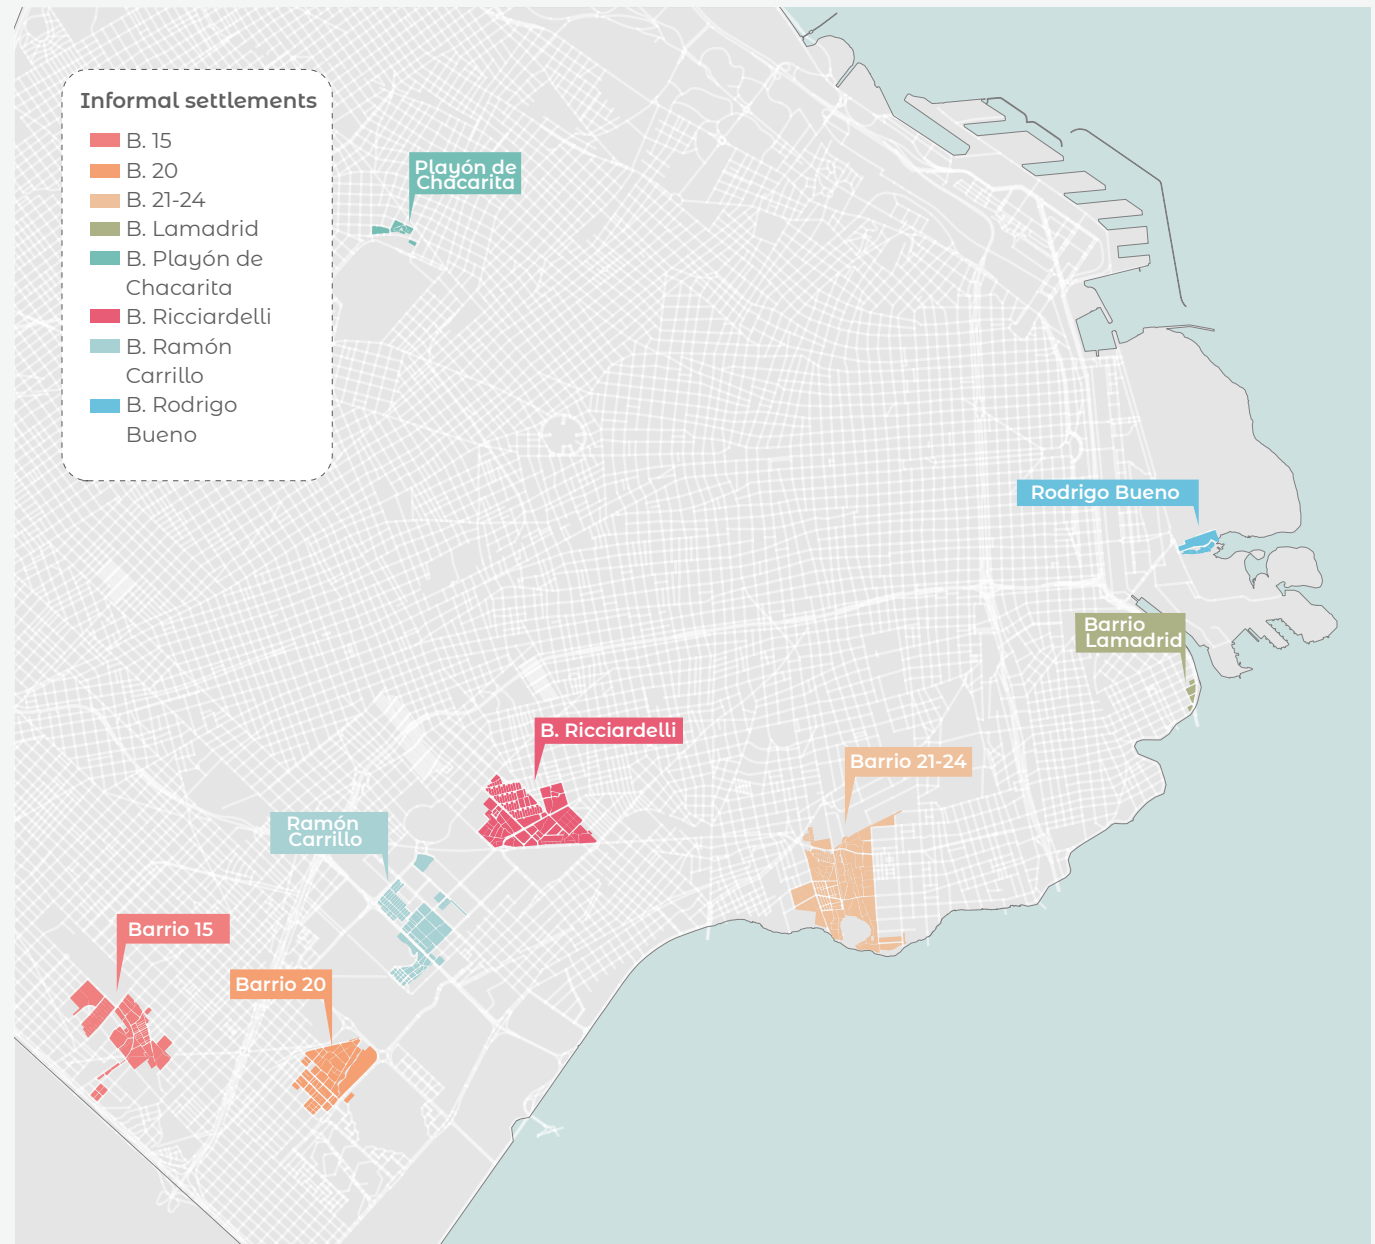 Informal settlements
B. 15
B. 20
B. 21-24
B. Lamadrid
B. Playón de
Chacarita
B. Ricciardelli
B. Ramón
Carrillo
B. Rodrigo
Bueno
Playón de
Chacarita
Rodrigo Bueno
Barrio
Lamadrid
B. Ricciardelli
Barrio 21-24
Ramón
Carrillo
Barrio 15
Barrio 20